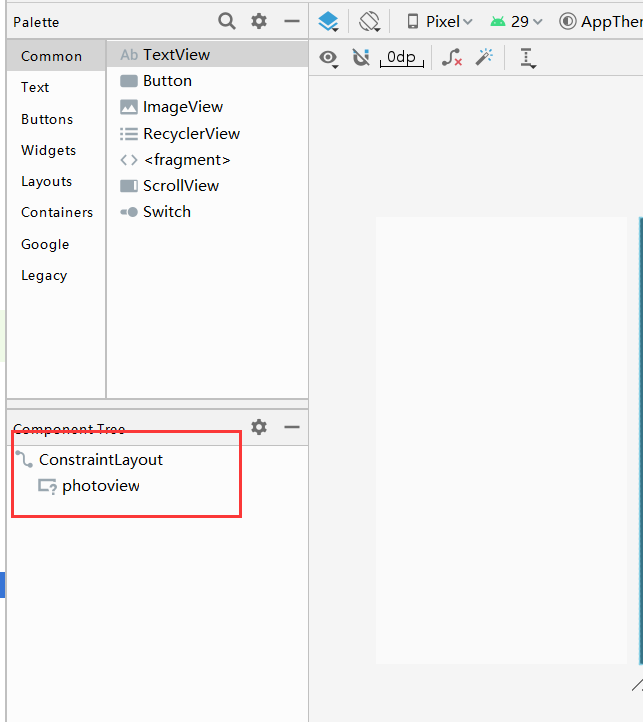 Palette
Pixel
29
AppThem
Common
Text
Buttons
Widgets
Layouts
Containers
Google
Legacy
Ab TextView
Button
ImageView
RecyclerView
<fragment>
ScrollView
Switch
0dp
Component Tree
ConstraintLayout
photoview